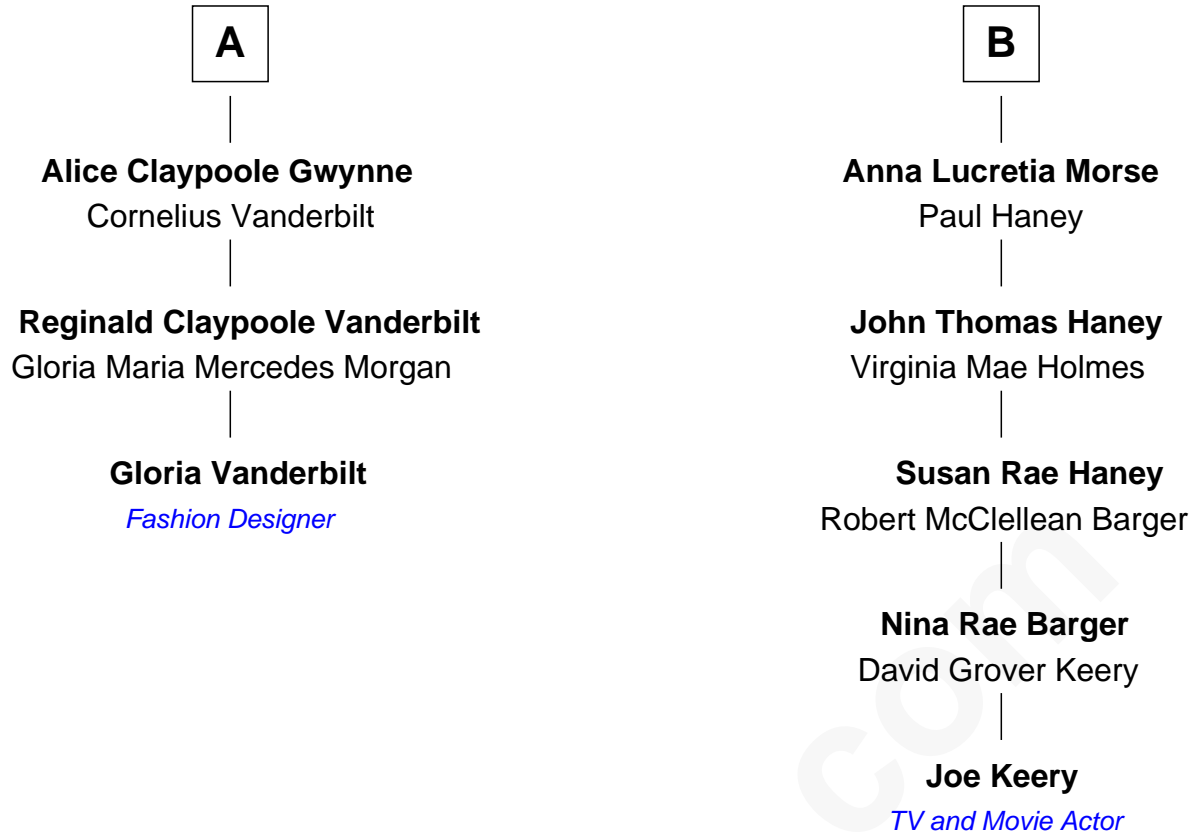 A
Alice Claypoole Gwynne
Cornelius Vanderbilt
Reginald Claypoole Vanderbilt
Gloria Maria Mercedes Morgan
Gloria Vanderbilt
Fashion Designer
B
Anna Lucretia Morse
Paul Haney
John Thomas Haney
Virginia Mae Holmes
Susan Rae Haney
Robert McClellean Barger
Nina Rae Barger
David Grover Keery
Joe Keery
TV and Movie Actor
com